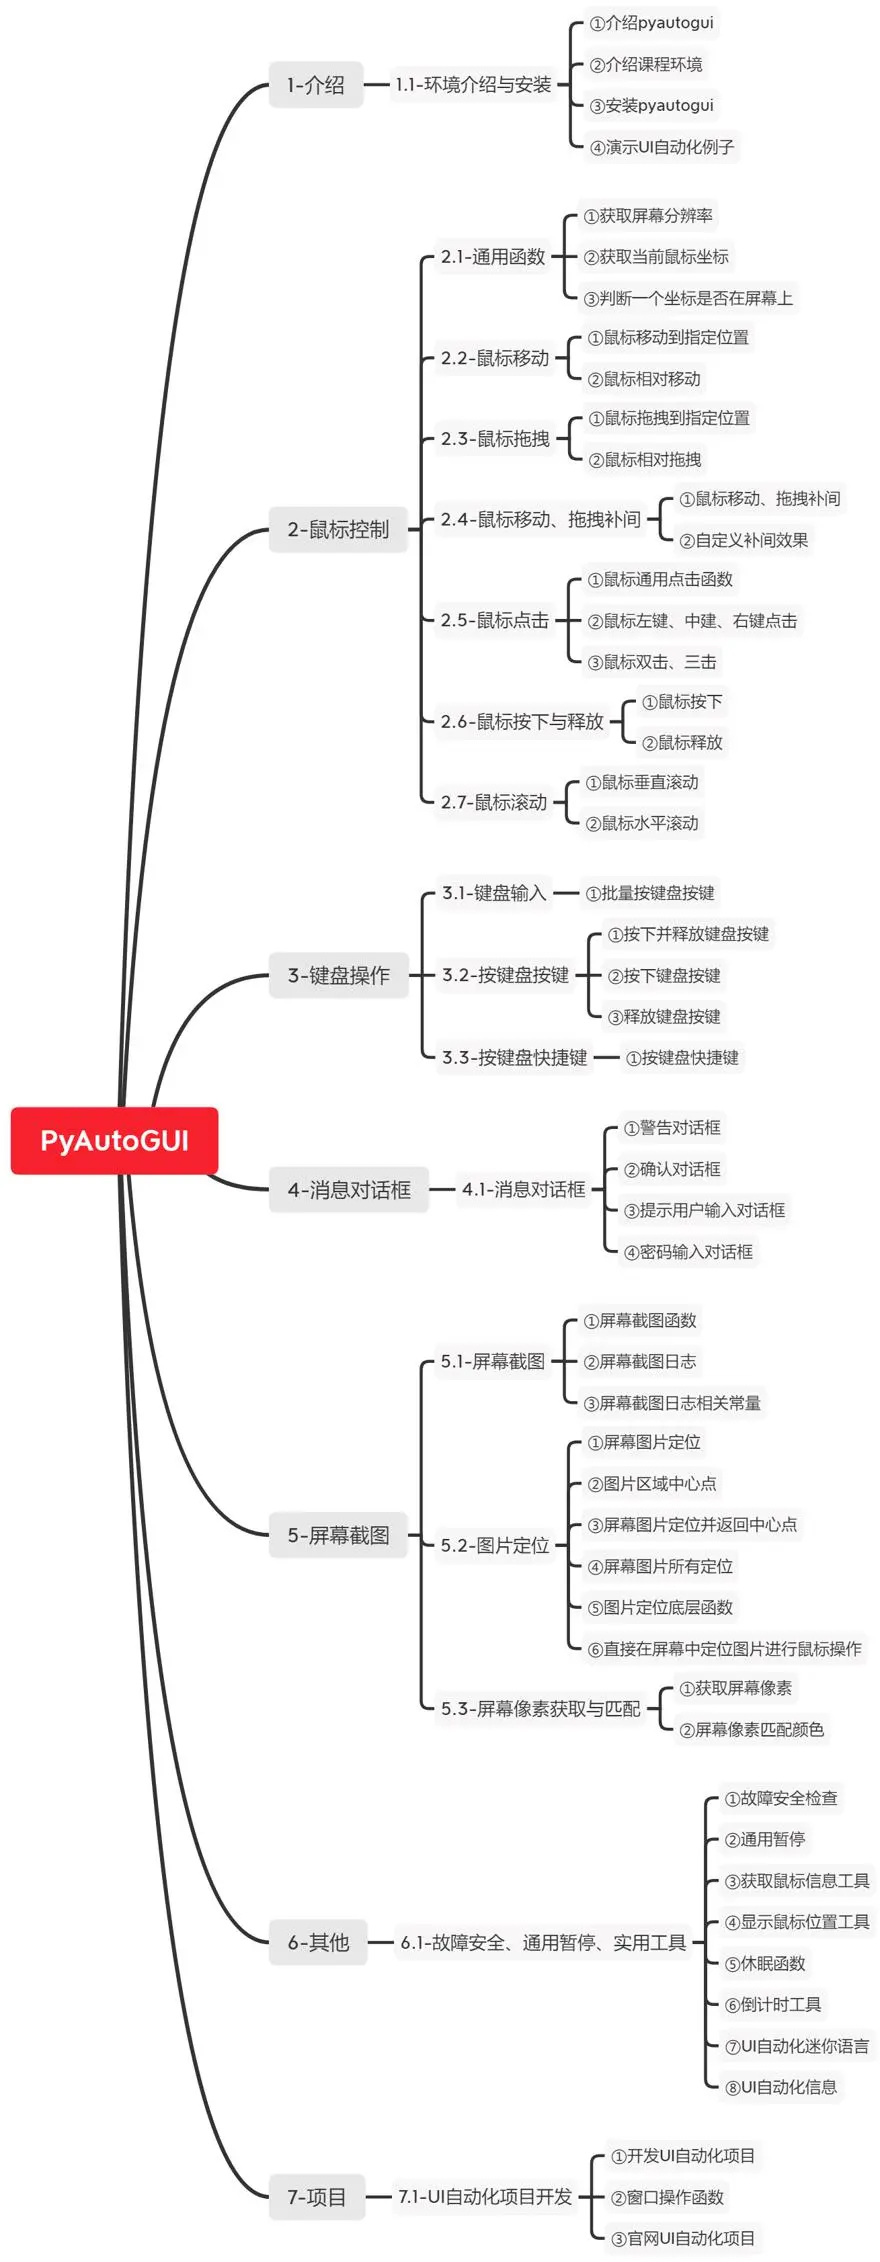 PyAutoGUI
1-介绍
1.1-环境介绍与安装
①介绍pyautogui
②介绍课程环境
③安装pyautogui
④演示UI自动化例子
2-鼠标控制
2.1-通用函数
①获取屏幕分辨率
②获取当前鼠标坐标
③判断一个坐标是否在屏幕上
2.2-鼠标移动
①鼠标移动到指定位置
②鼠标相对移动
2.3-鼠标拖拽
①鼠标拖拽到指定位置
②鼠标相对拖拽
2.4-鼠标移动、拖拽补间
①鼠标移动、拖拽补间
②自定义补间效果
2.5-鼠标点击
①鼠标通用点击函数
②鼠标左键、中建、右键点击
③鼠标双击、三击
2.6-鼠标按下与释放
①鼠标按下
②鼠标释放
2.7-鼠标滚动
①鼠标垂直滚动
②鼠标水平滚动
3-键盘操作
3.1-键盘输入
①批量按键盘按键
3.2-按键盘按键
①按下并释放键盘按键
②按下键盘按键
③释放键盘按键
3.3-按键盘快捷键
①按键盘快捷键
4-消息对话框
4.1-消息对话框
①警告对话框
②确认对话框
③提示用户输入对话框
④密码输入对话框
5-屏幕截图
5.1-屏幕截图
①屏幕截图函数
②屏幕截图日志
③屏幕截图日志相关常量
5.2-图片定位
①屏幕图片定位
②图片区域中心点
③屏幕图片定位并返回中心点
④屏幕图片所有定位
⑤图片定位底层函数
⑥直接在屏幕中定位图片进行鼠标操作
5.3-屏幕像素获取与匹配
①获取屏幕像素
②屏幕像素匹配颜色
6-其他
6.1-故障安全、通用暂停、实用工具
①故障安全检查
②通用暂停
③获取鼠标信息工具
④显示鼠标位置工具
⑤休眠函数
⑥倒计时工具
⑦UI自动化迷你语言
⑧UI自动化信息
7-项目
7.1-UI自动化项目开发
①开发UI自动化项目
②窗口操作函数
③官网UI自动化项目